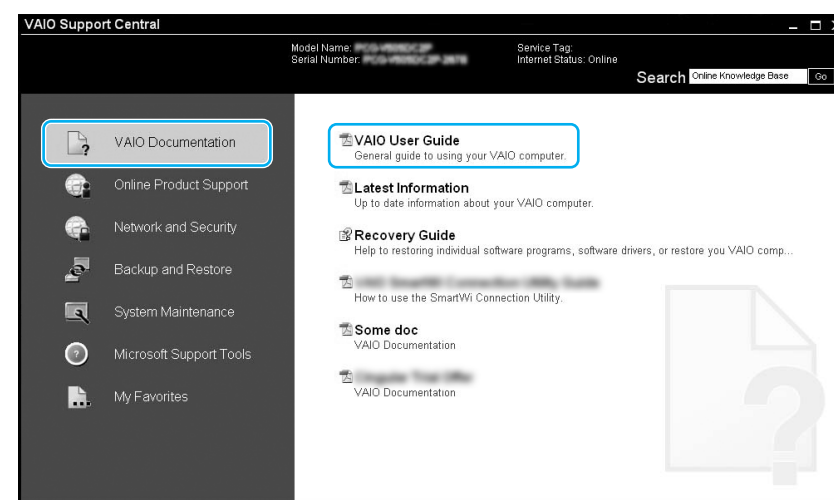 VAIO Support Central
Model Name:
Service Tag:
Serial Number:
Internet Status: Online
Search Online Knowledge Base Go
VAIO Documentation
Online Product Support
Network and Security
Backup and Restore
System Maintenance
Microsoft Support Tools
My Favorites
VAIO User Guide
General guide to using your VAIO computer.
Latest Information
Up to date information about your VAIO computer.
Recovery Guide
Help to restoring individual software programs, software drivers, or restore you VAIO comp...
How to use the SmartWi Connection Utility.
Some doc
VAIO Documentation
VAIO Documentation